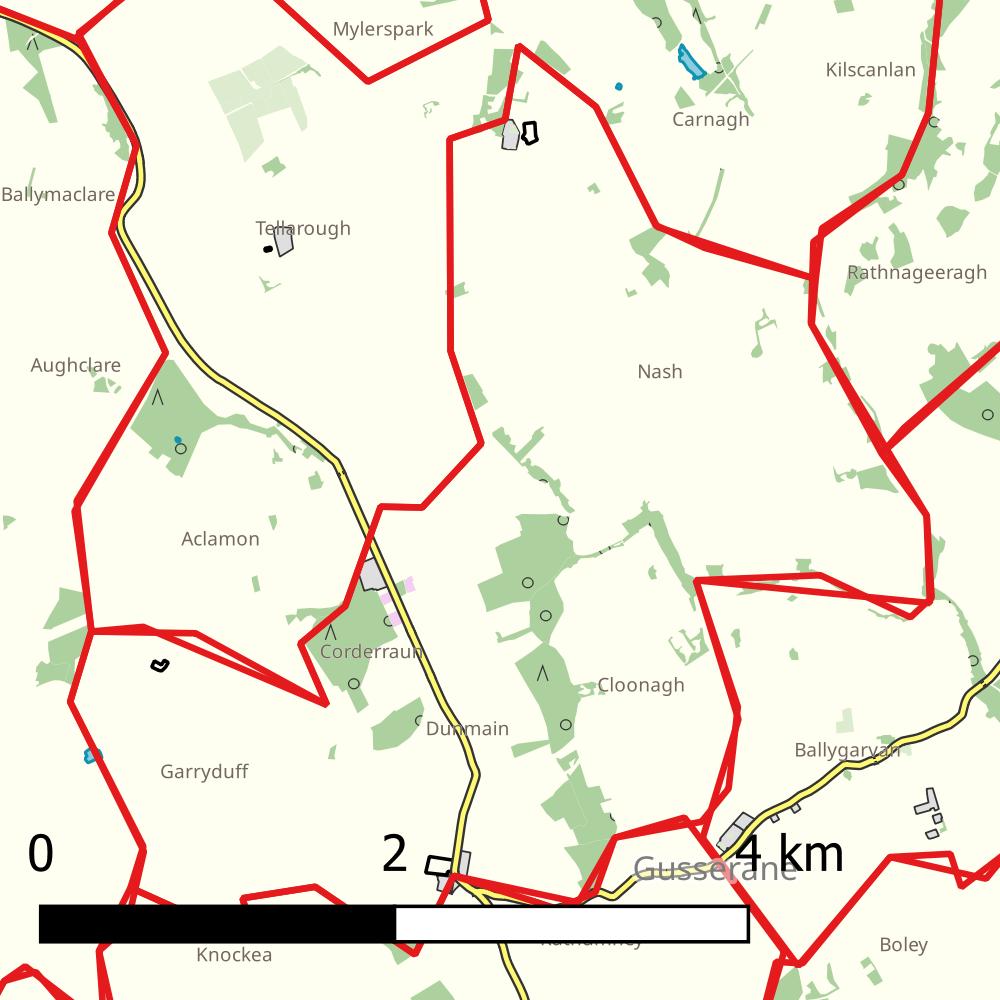 Mylerspark
Kilscanlan
Carnagh
Ballymaclare
Tellarough
Rathnageeragh
Aughclare
Nash
Aclamon
Corderraun
Cloonagh
Dunmain
Ballygarvan
Garryduff
0 2 4 km
Gusserane
Boley
Knockea